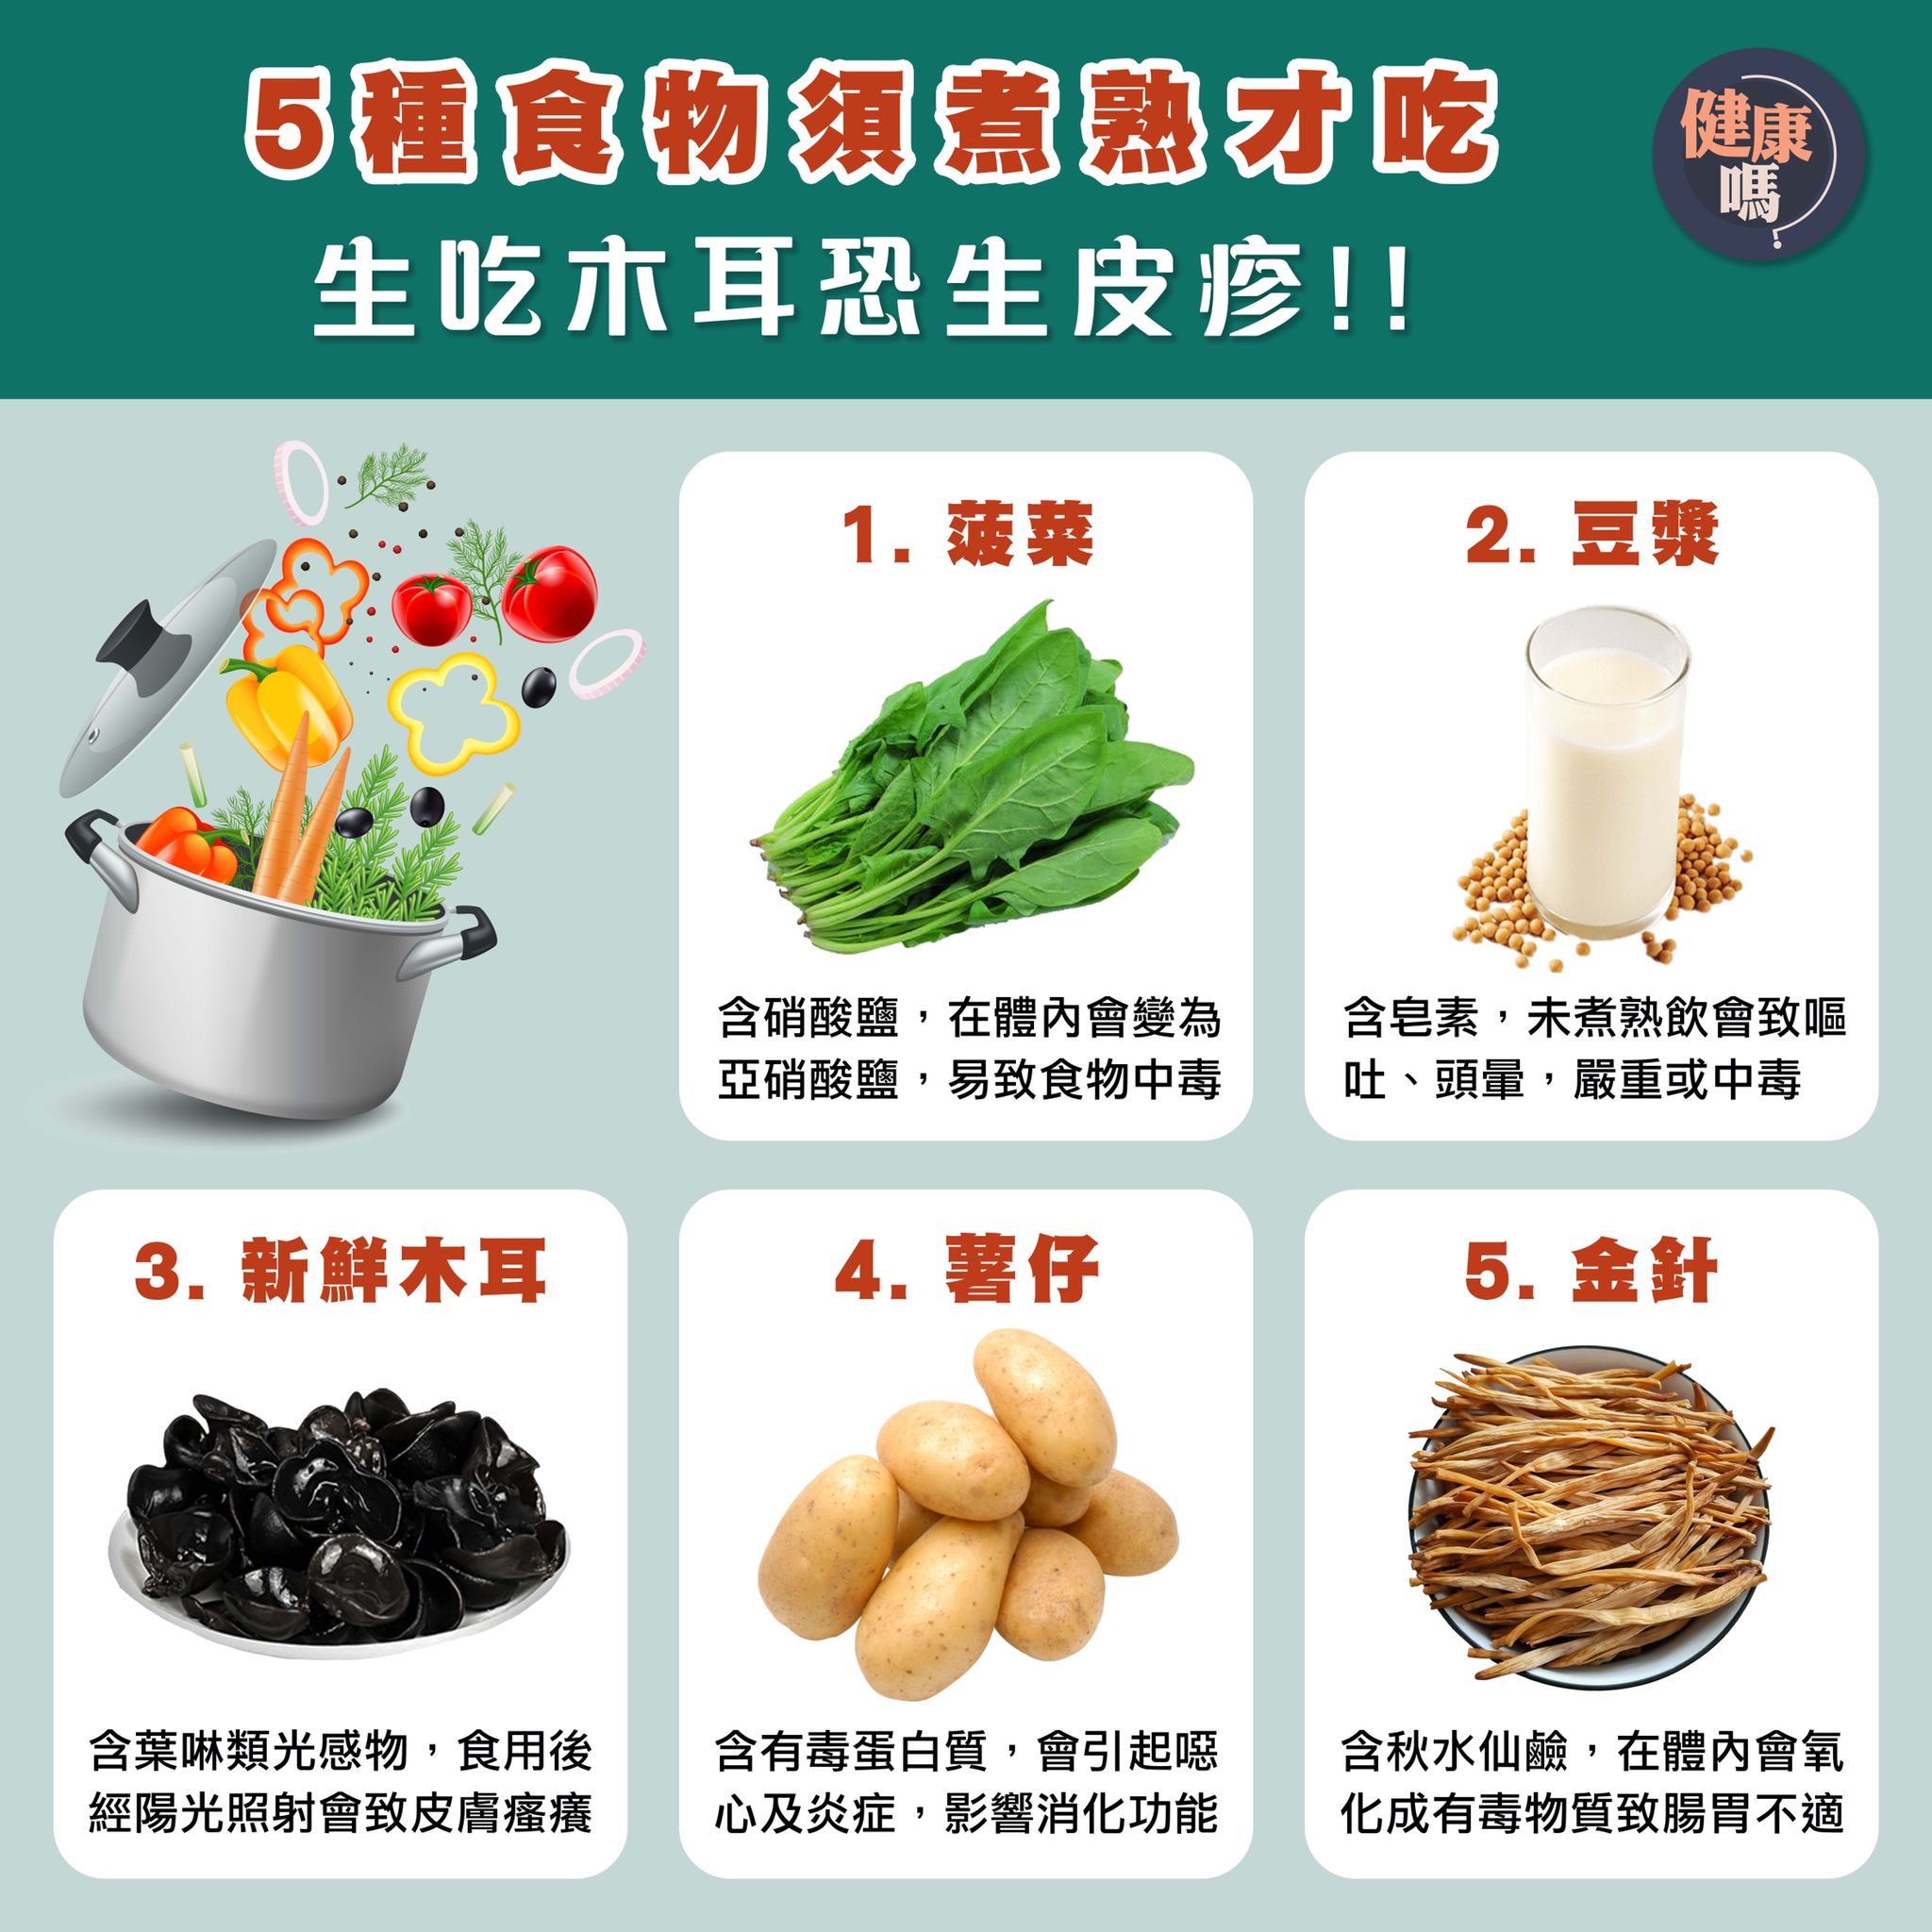 5種食物須煮熟才吃
生吃木耳恐生皮疹!!
健康
嗎?
1. 菠菜
含硝酸鹽，在體內會變為
亞硝酸鹽，易致食物中毒
2. 豆漿
含皂素，未煮熟飲會致嘔
吐、頭暈，嚴重或中毒
3. 新鮮木耳
含葉啉類光感物，食用後
經陽光照射會致皮膚瘙癢
4. 薯仔
含有毒蛋白質，會引起噁
心及炎症，影響消化功能
5. 金針
含秋水仙鹼，在體內會氧
化成有毒物質致腸胃不適